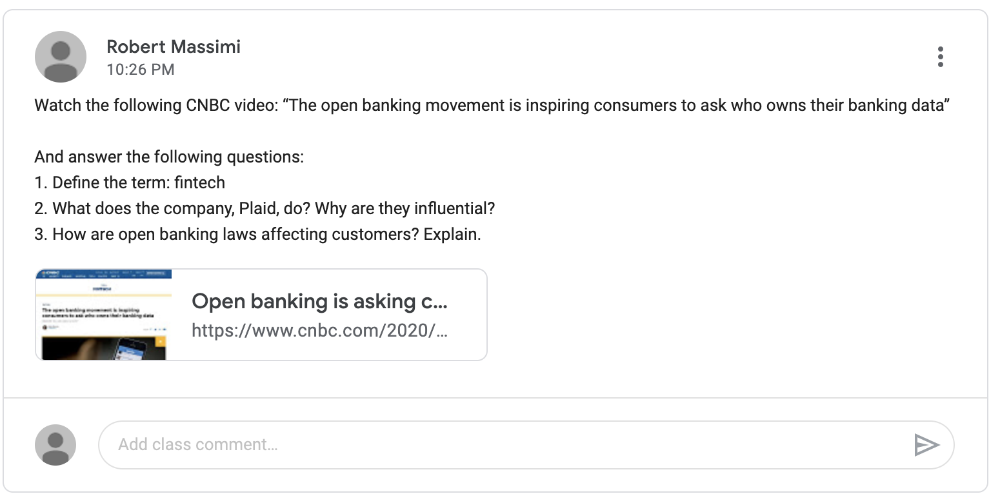 Robert Massimi
10:26 PM
Watch the following CNBC video: “The open banking movement is inspiring consumers to ask who owns their banking data”
And answer the following questions:
1. Define the term: fintech
2. What does the company, Plaid, do? Why are they influential?
3. How are open banking laws affecting customers? Explain.
The open banking movement is inspiring
consumers to ask who owns their banking data
Open banking is asking c...
https://www.cnbc.com/2020/...
Add class comment...